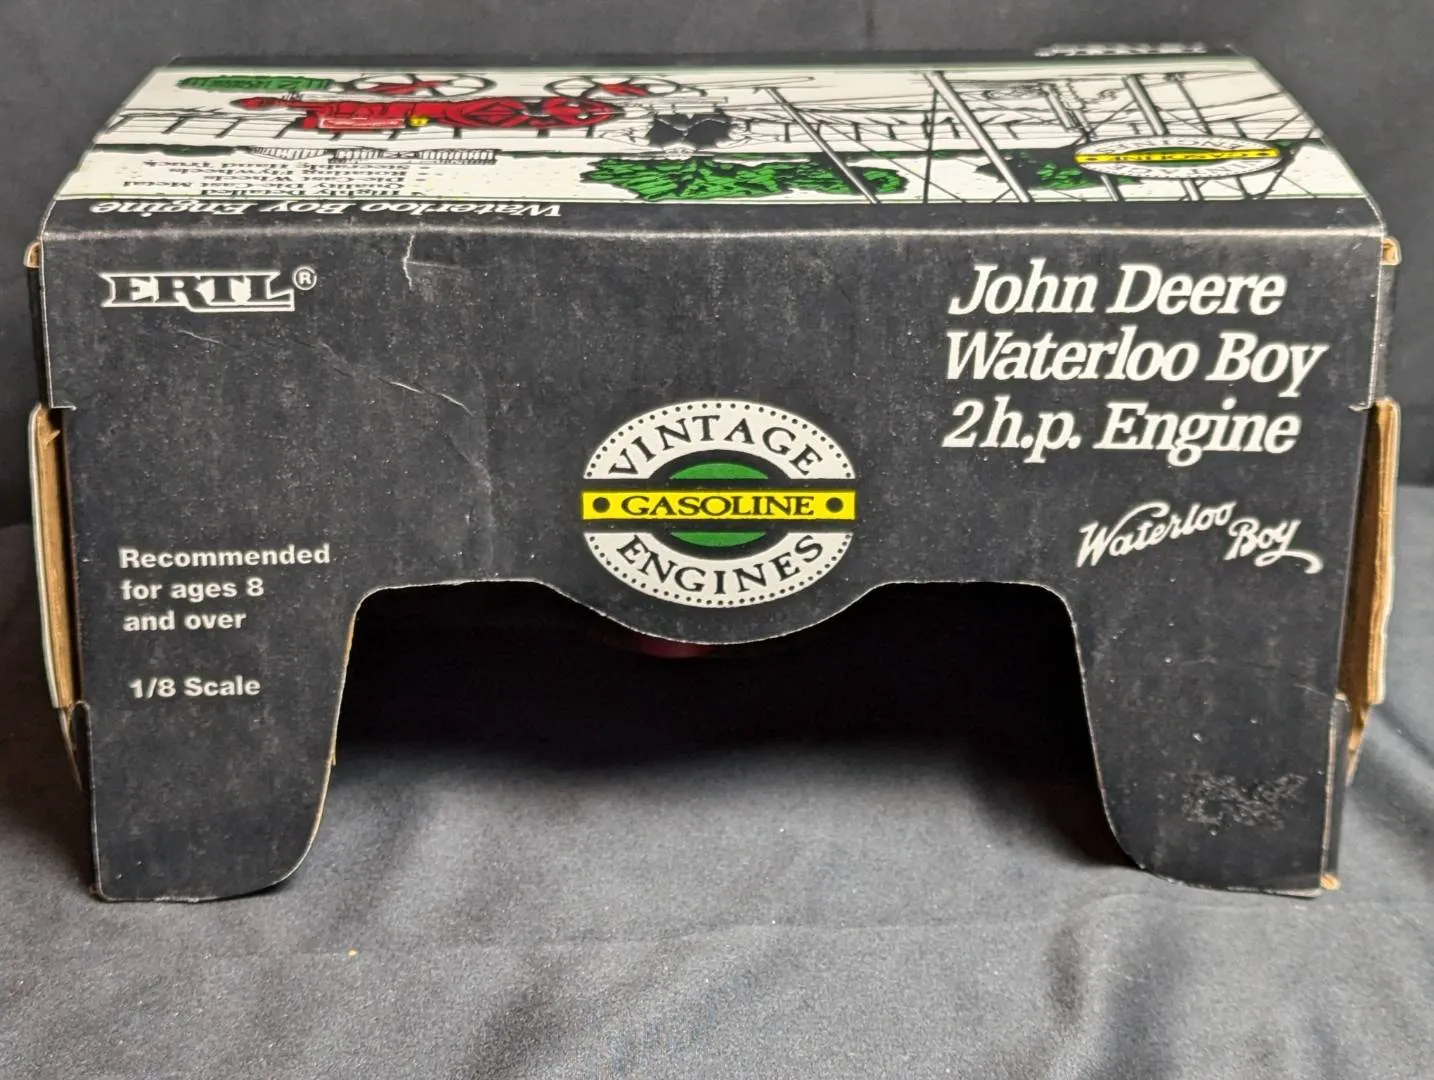 Waterloo Boy Engine
ERTL®
John Deere
Waterloo Boy
2 h.p. Engine
VINTAGE
GASOLINE
ENGINES
Waterloo Boy
Recommended
for ages 8
and over
1/8 Scale